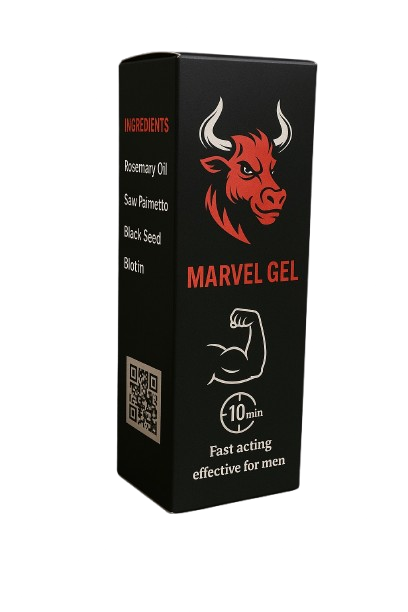 INGREDIENTS
Rosemary Oil
Saw Palmetto
Black Seed
Biotin
MARVEL GEL
10 min
Fast acting
effective for men